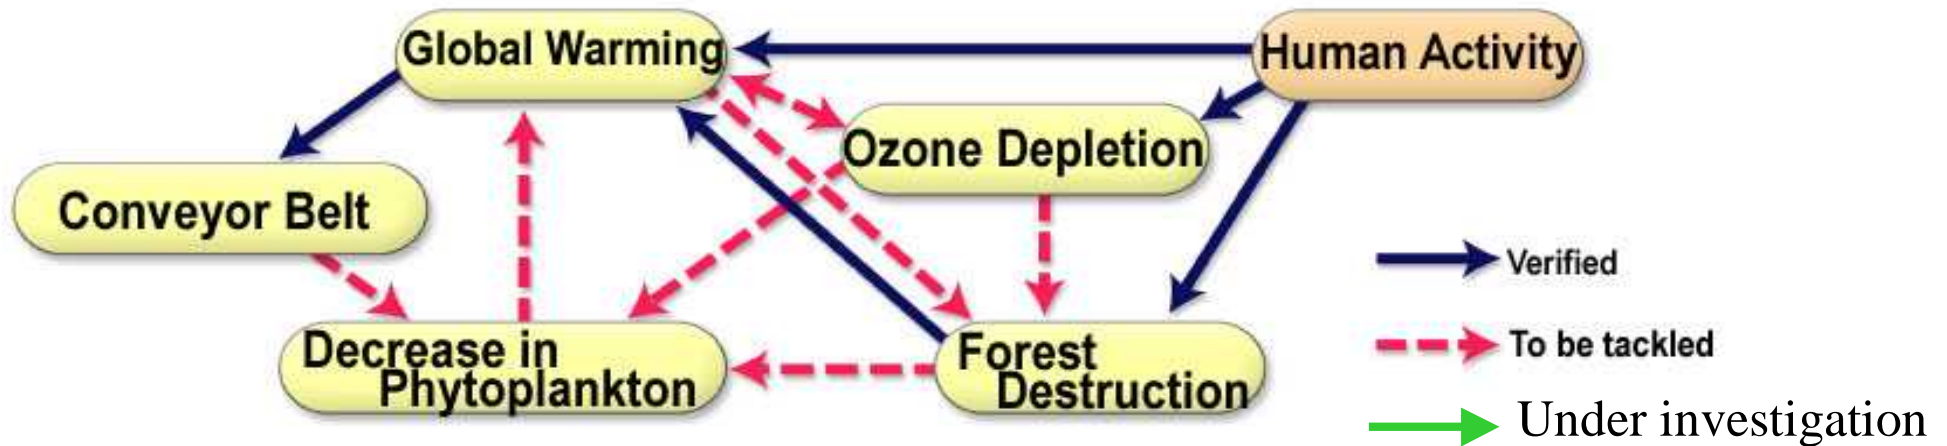 Global Warming
Human Activity
Ozone Depletion
Conveyor Belt
Verified
Decrease in
Phytoplankton
Forest
Destruction
To be tackled
Under investigation